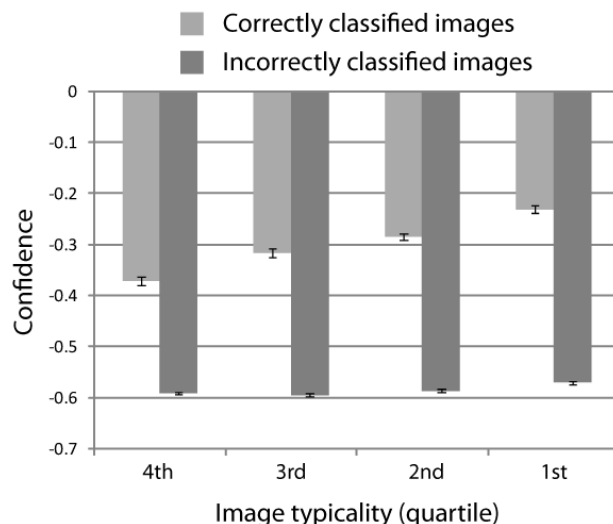 Correctly classified images
Incorrectly classified images
0
-0.1
-0.2
-0.3
-0.4
-0.5
-0.6
-0.7
Confidence
4th 3rd 2nd 1st
Image typicality (quartile)